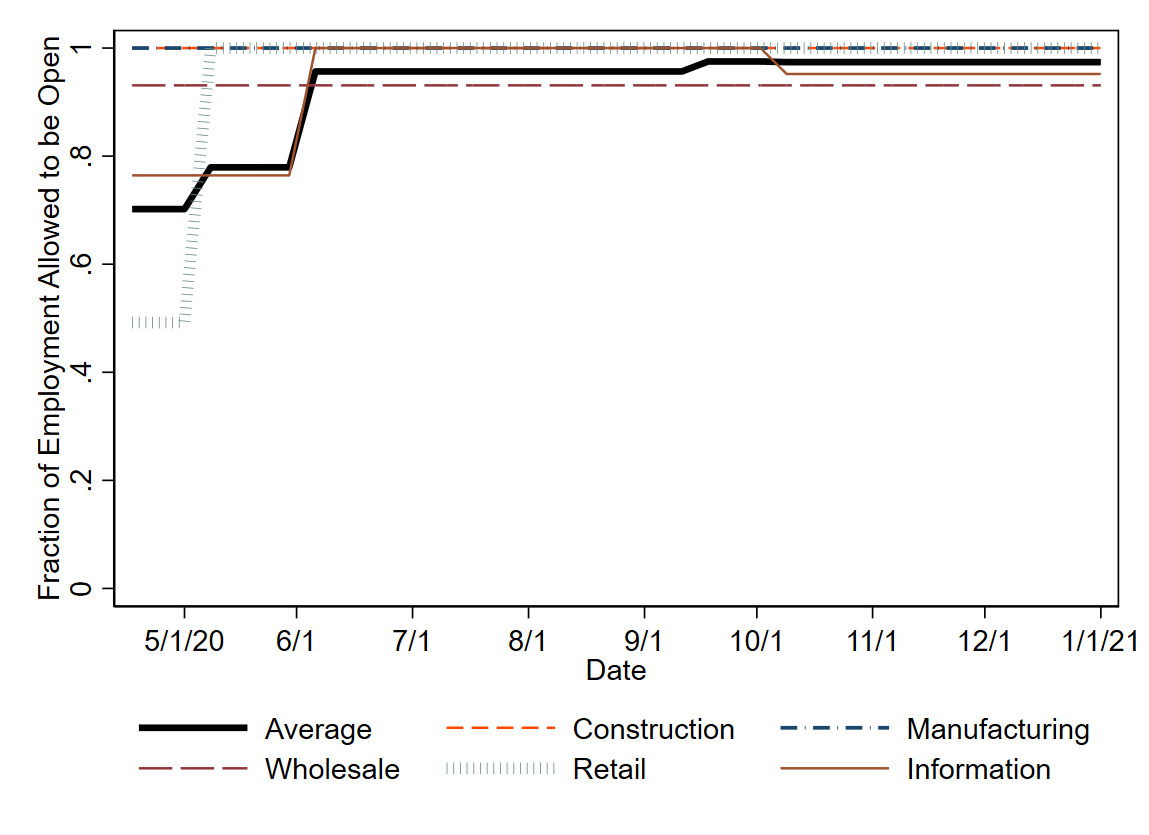 Fraction of Employment Allowed to be Open
1
.8
.6
.4
.2
0
5/1/20 6/1 7/1 8/1 9/1 10/1 11/1 12/1 1/1/21
Date
Average Construction Manufacturing
Wholesale Retail Information